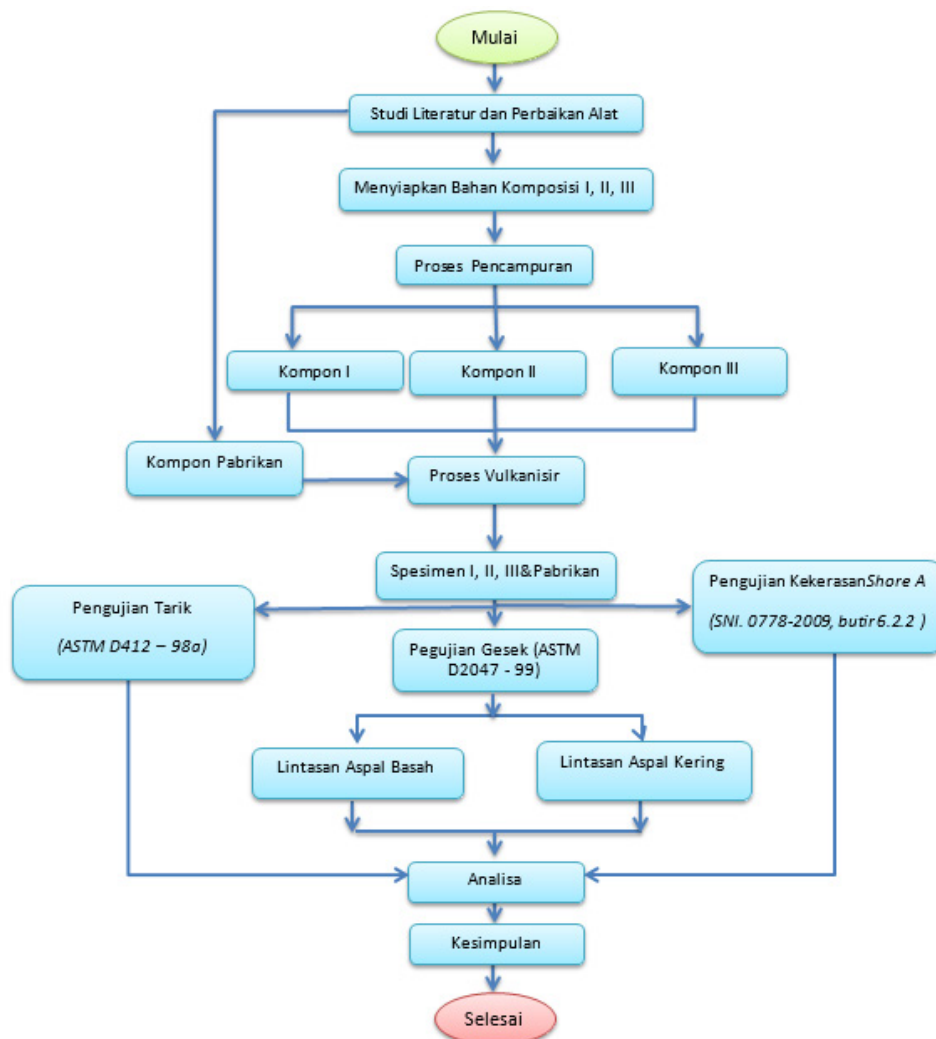 Mulai
Studi Literatur dan Perbaikan Alat
Menyiapkan Bahan Komposisi I, II, III
Proses Pencampuran
Kompon I
Kompon II
Kompon III
Kompon Pabrikan
Proses Vulkanisir
Spesimen I, II, III&Pabrikan
Pengujian Tarik
(ASTM D412 – 98a)
Pengujian KekerasanShore A
(SNI. 0778-2009, butir 6.2.2 )
Pegujian Gesek (ASTM
D2047 - 99)
Lintasan Aspal Basah
Lintasan Aspal Kering
Analisa
Kesimpulan
Selesai